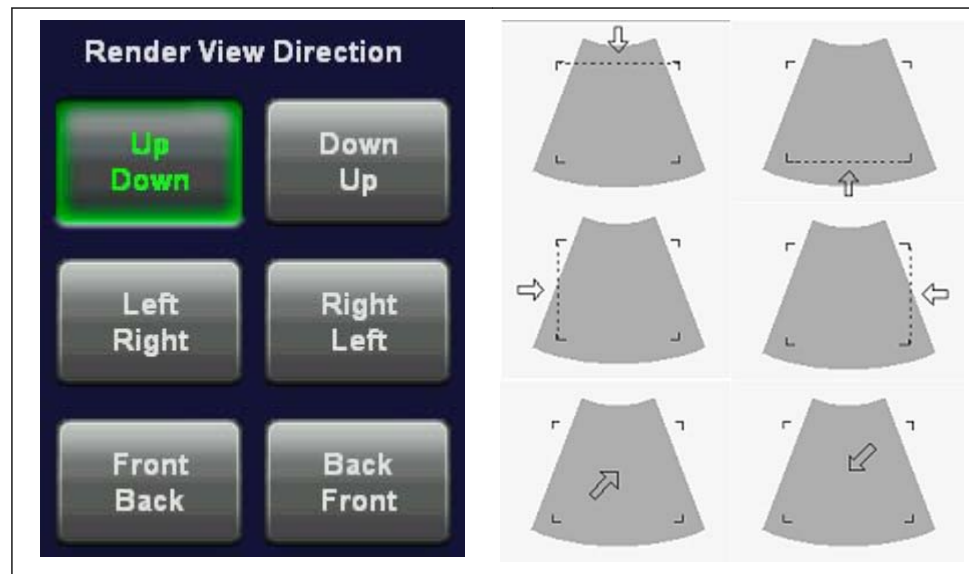 Render View Direction
Up
Down
Down
Up
Left
Right
Right
Left
Front
Back
Back
Front